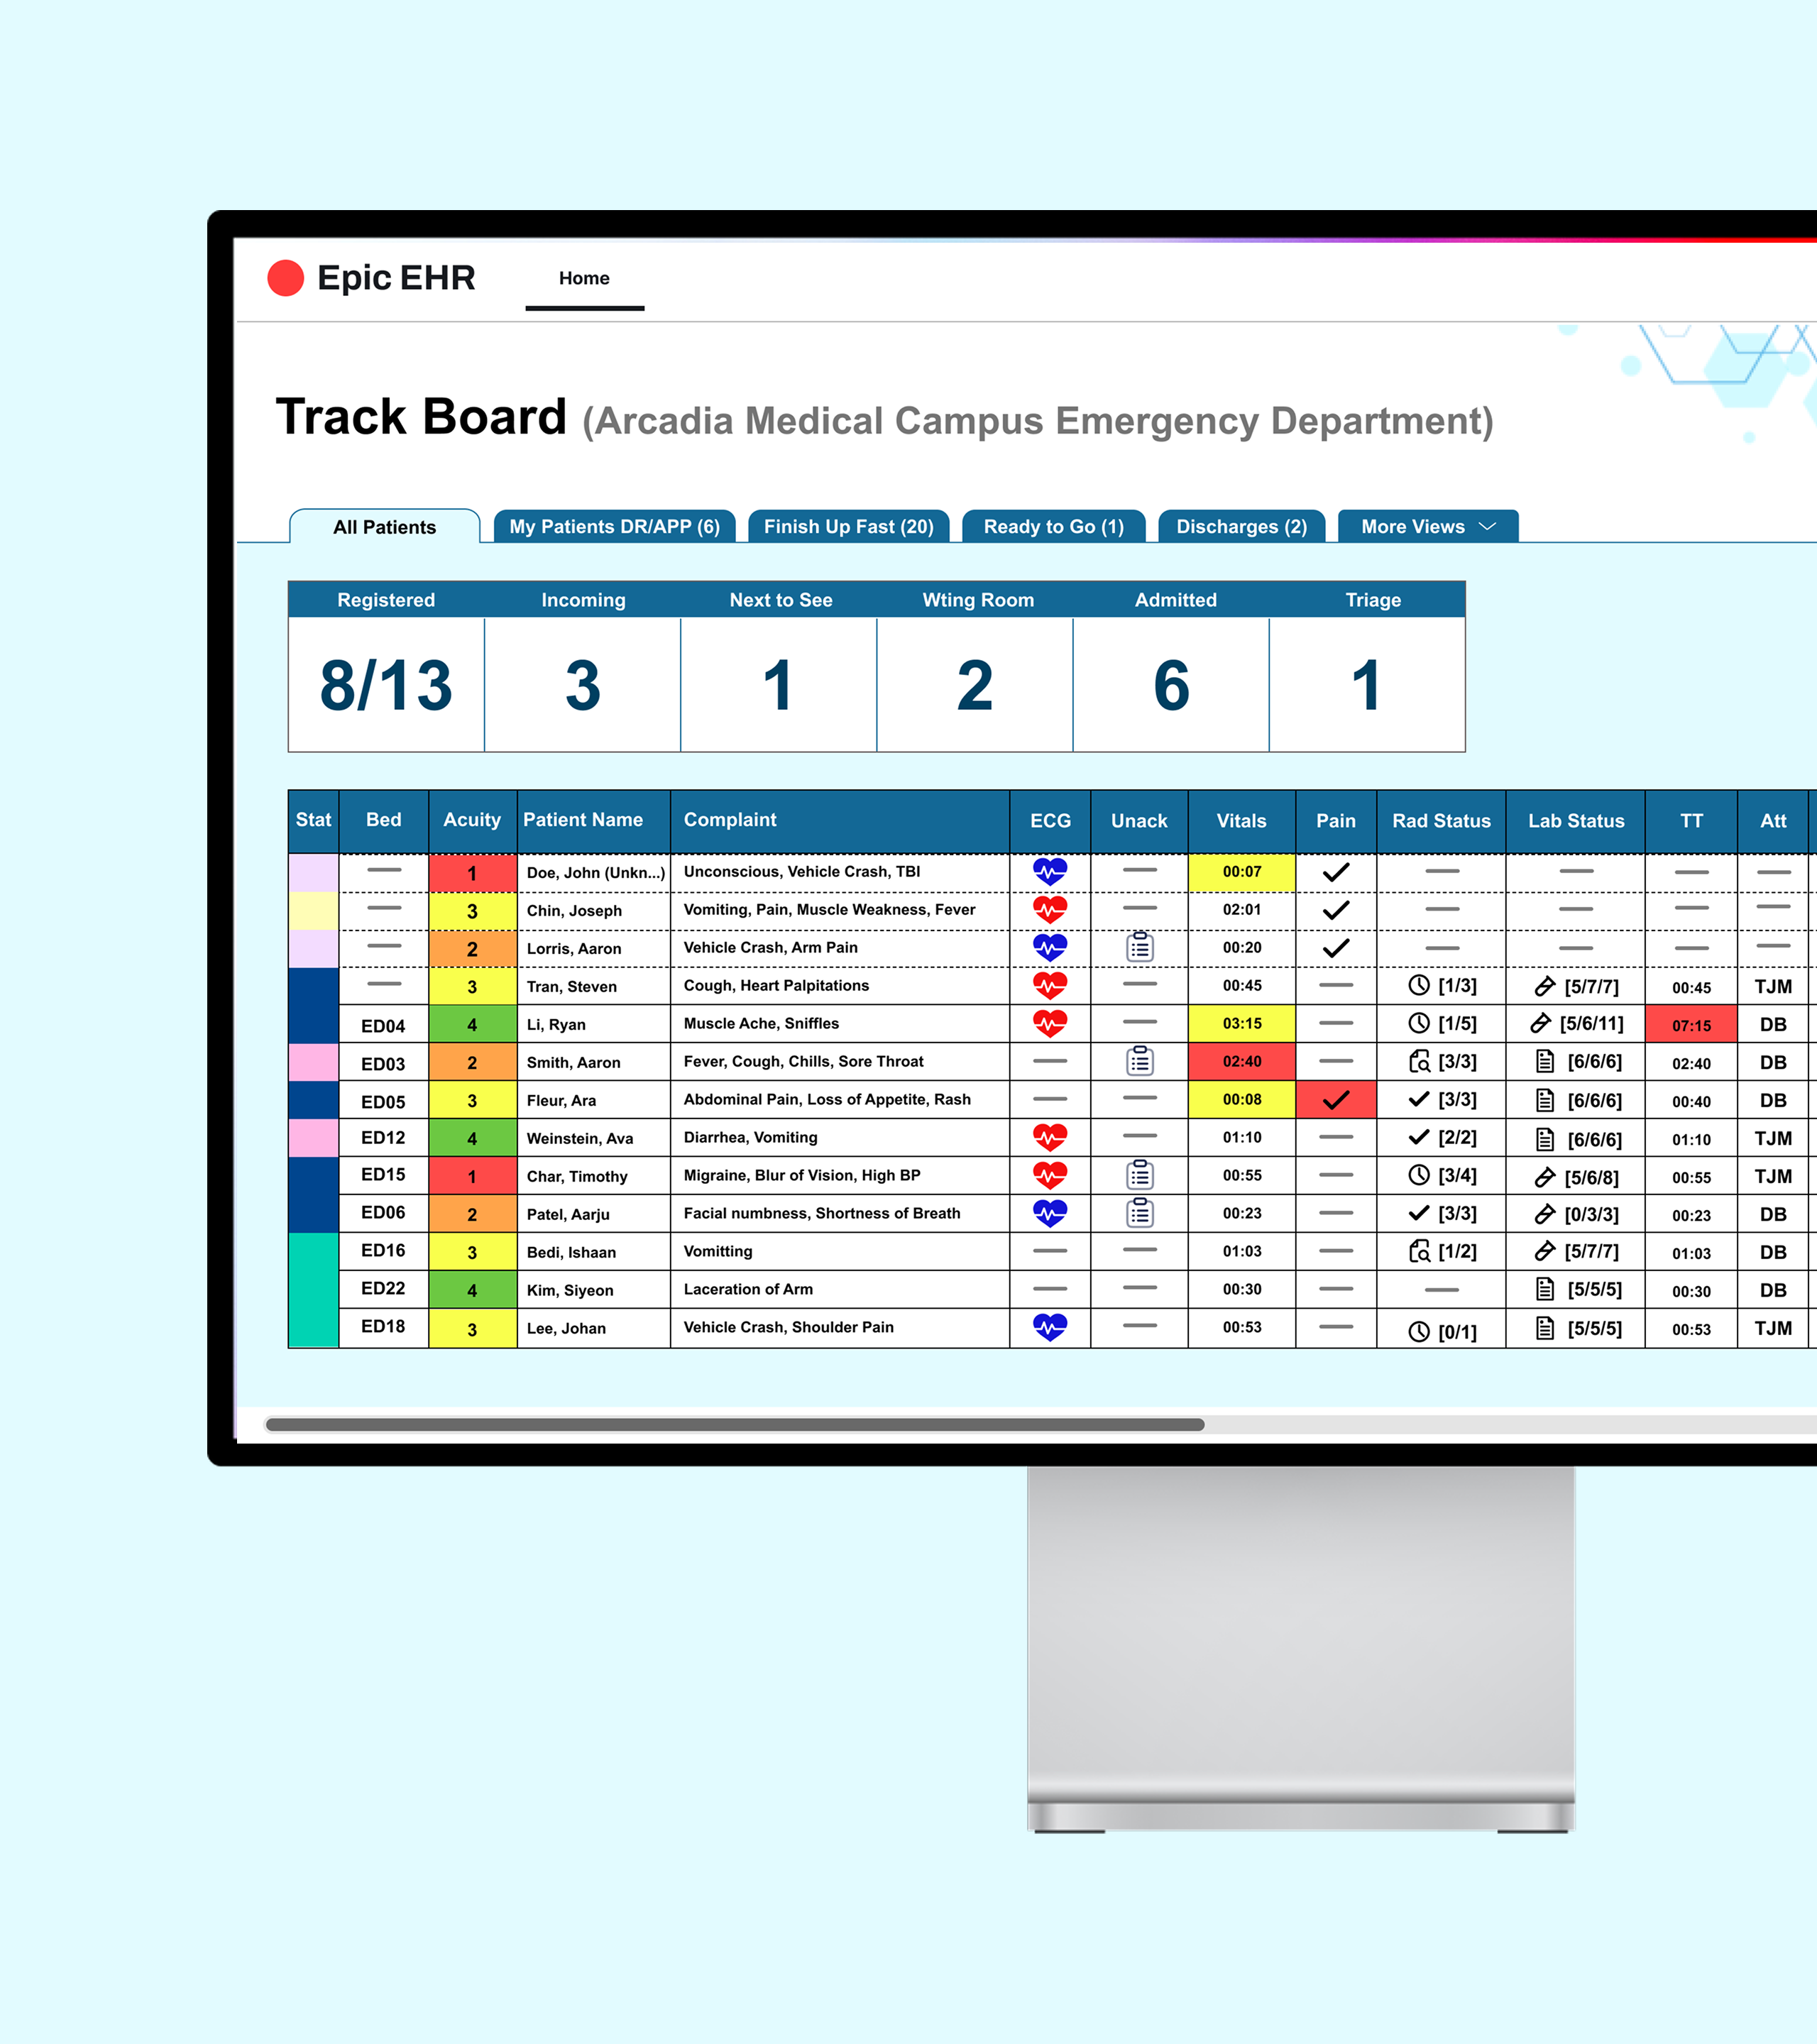 Epic EHR Home
Track Board (Arcadia Medical Campus Emergency Department)
All Patients My Patients DR/APP (6) Finish Up Fast (20) Ready to Go (1) Discharges (2) More Views
Registered Incoming Next to See Wting Room Admitted Triage
8/13 3 1 2 6 1
Stat Bed Acuity Patient Name Complaint ECG Unack Vitals Pain Rad Status Lab Status TT Att
— 1 Doe, John (Unkn...) Unconscious, Vehicle Crash, TBI — 00:07 ✓ — — — —
— 3 Chin, Joseph Vomiting, Pain, Muscle Weakness, Fever — 02:01 ✓ — — — —
— 2 Lorris, Aaron Vehicle Crash, Arm Pain 00:20 ✓ — — — —
— 3 Tran, Steven Cough, Heart Palpitations — 00:45 — [1/3] [5/7/7] 00:45 TJM
ED04 4 Li, Ryan Muscle Ache, Sniffles — 03:15 — [1/5] [5/6/11] 07:15 DB
ED03 2 Smith, Aaron Fever, Cough, Chills, Sore Throat — 02:40 — [3/3] [6/6/6] 02:40 DB
ED05 3 Fleur, Ara Abdominal Pain, Loss of Appetite, Rash — — 00:08 ✓ ✓ [3/3] [6/6/6] 00:40 DB
ED12 4 Weinstein, Ava Diarrhea, Vomiting — 01:10 — ✓ [2/2] [6/6/6] 01:10 TJM
ED15 1 Char, Timothy Migraine, Blur of Vision, High BP 00:55 — [3/4] [5/6/8] 00:55 TJM
ED06 2 Patel, Aarju Facial numbness, Shortness of Breath 00:23 — ✓ [3/3] [0/3/3] 00:23 DB
ED16 3 Bedi, Ishaan Vomitting — — 01:03 — [1/2] [5/7/7] 01:03 DB
ED22 4 Kim, Siyeon Laceration of Arm — — 00:30 — — [5/5/5] 00:30 DB
ED18 3 Lee, Johan Vehicle Crash, Shoulder Pain — 00:53 — [0/1] [5/5/5] 00:53 TJM